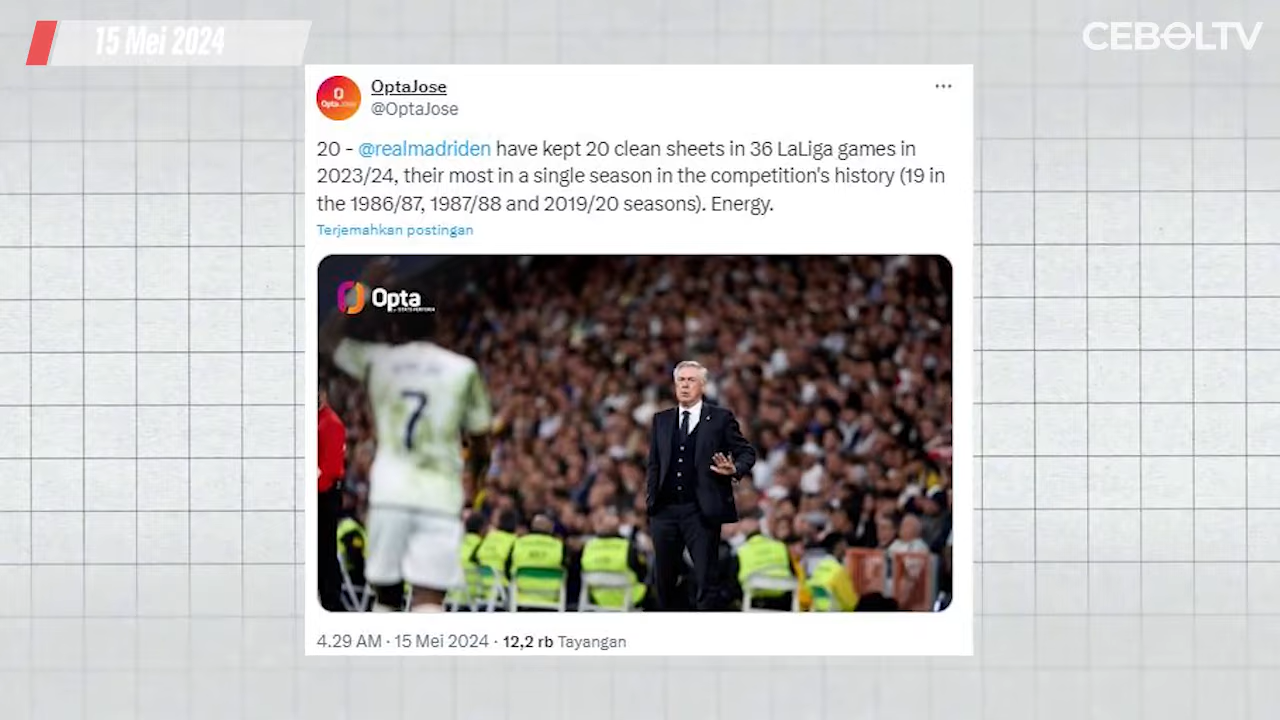 15 Mei 2024
CEBOLTV
OptaJose
@OptaJose
20 - @realmadriden have kept 20 clean sheets in 36 LaLiga games in
2023/24, their most in a single season in the competition's history (19 in
the 1986/87, 1987/88 and 2019/20 seasons). Energy.
Terjemahkan postingan
Opta
7
4.29 AM · 15 Mei 2024 · 12,2 rb Tayangan